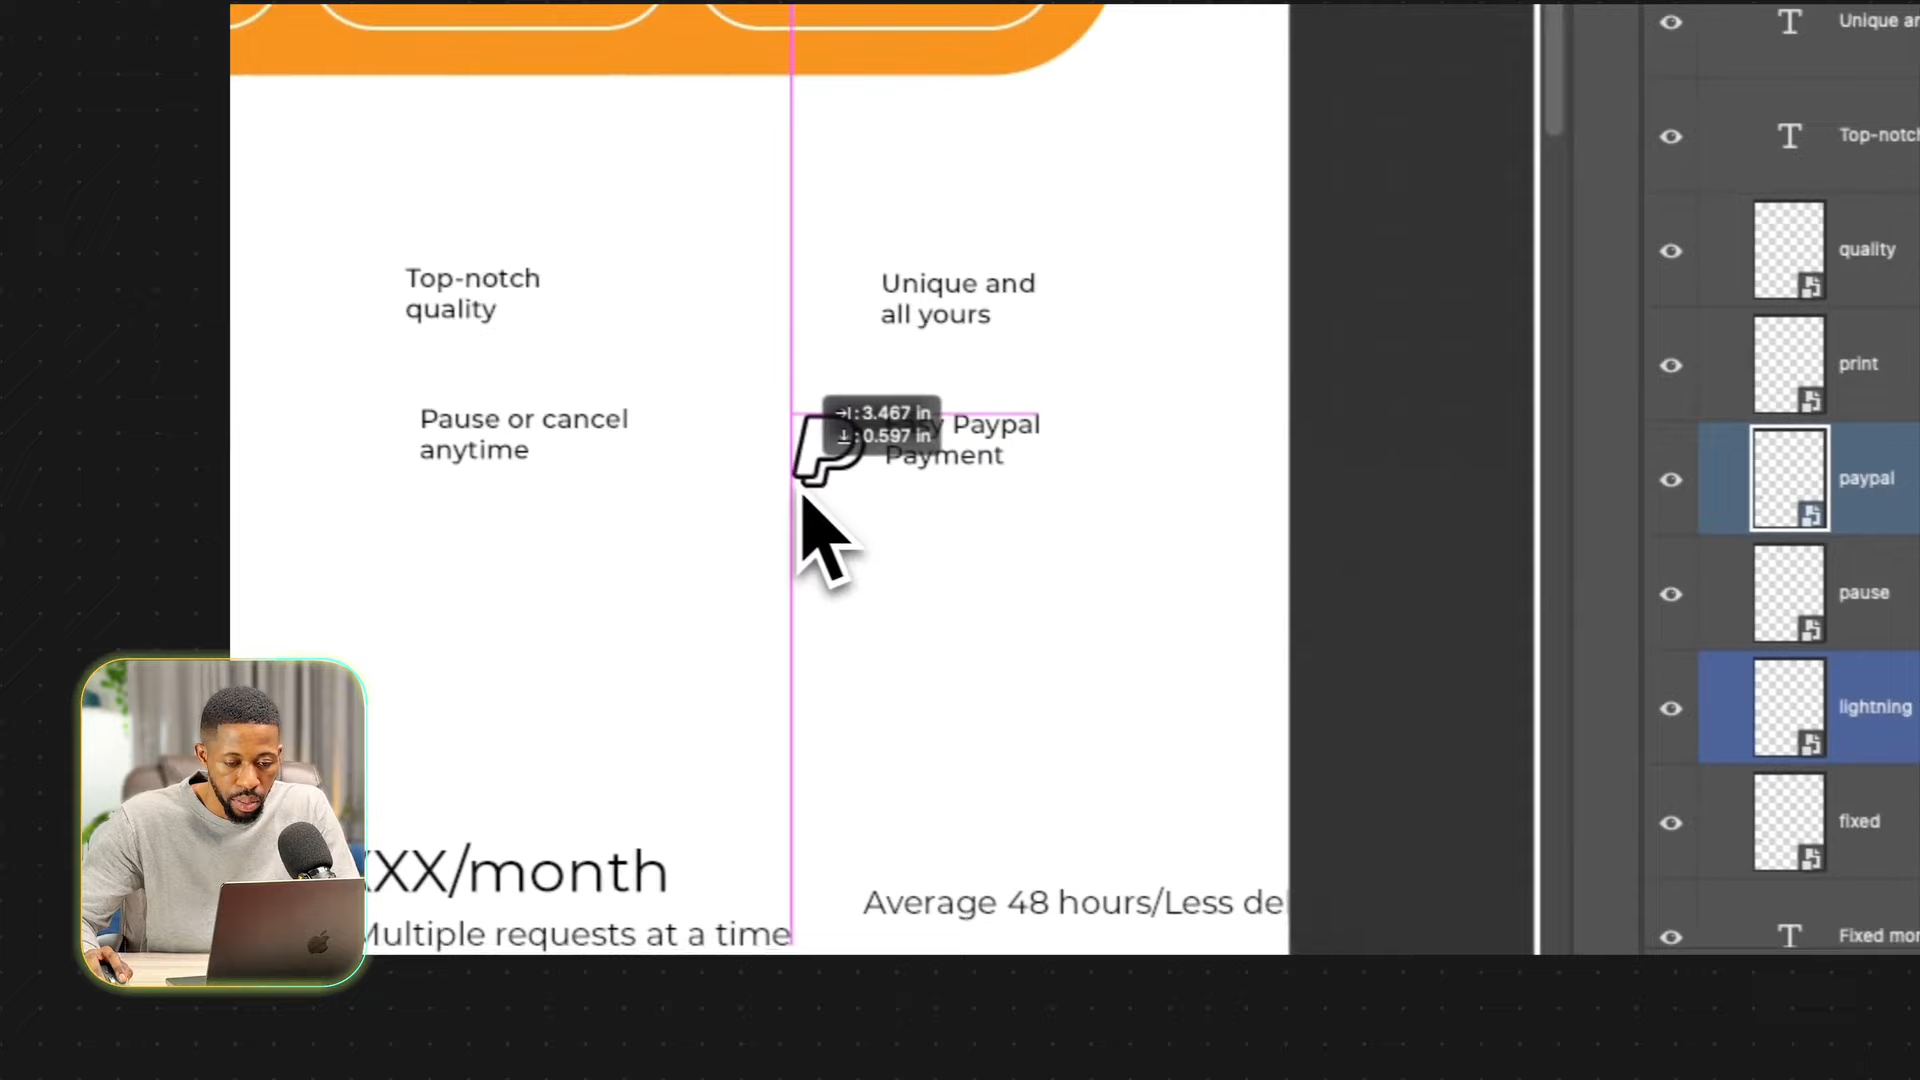 Top-notch
quality
Unique and
all yours
Pause or cancel
anytime
Paypal
Payment
: 3.467 in
: 0.597 in
XX/month
Multiple requests at a time
Average 48 hours/Less del
Unique ar
Top-notch
quality
print
paypal
pause
lightning
fixed
Fixed mor